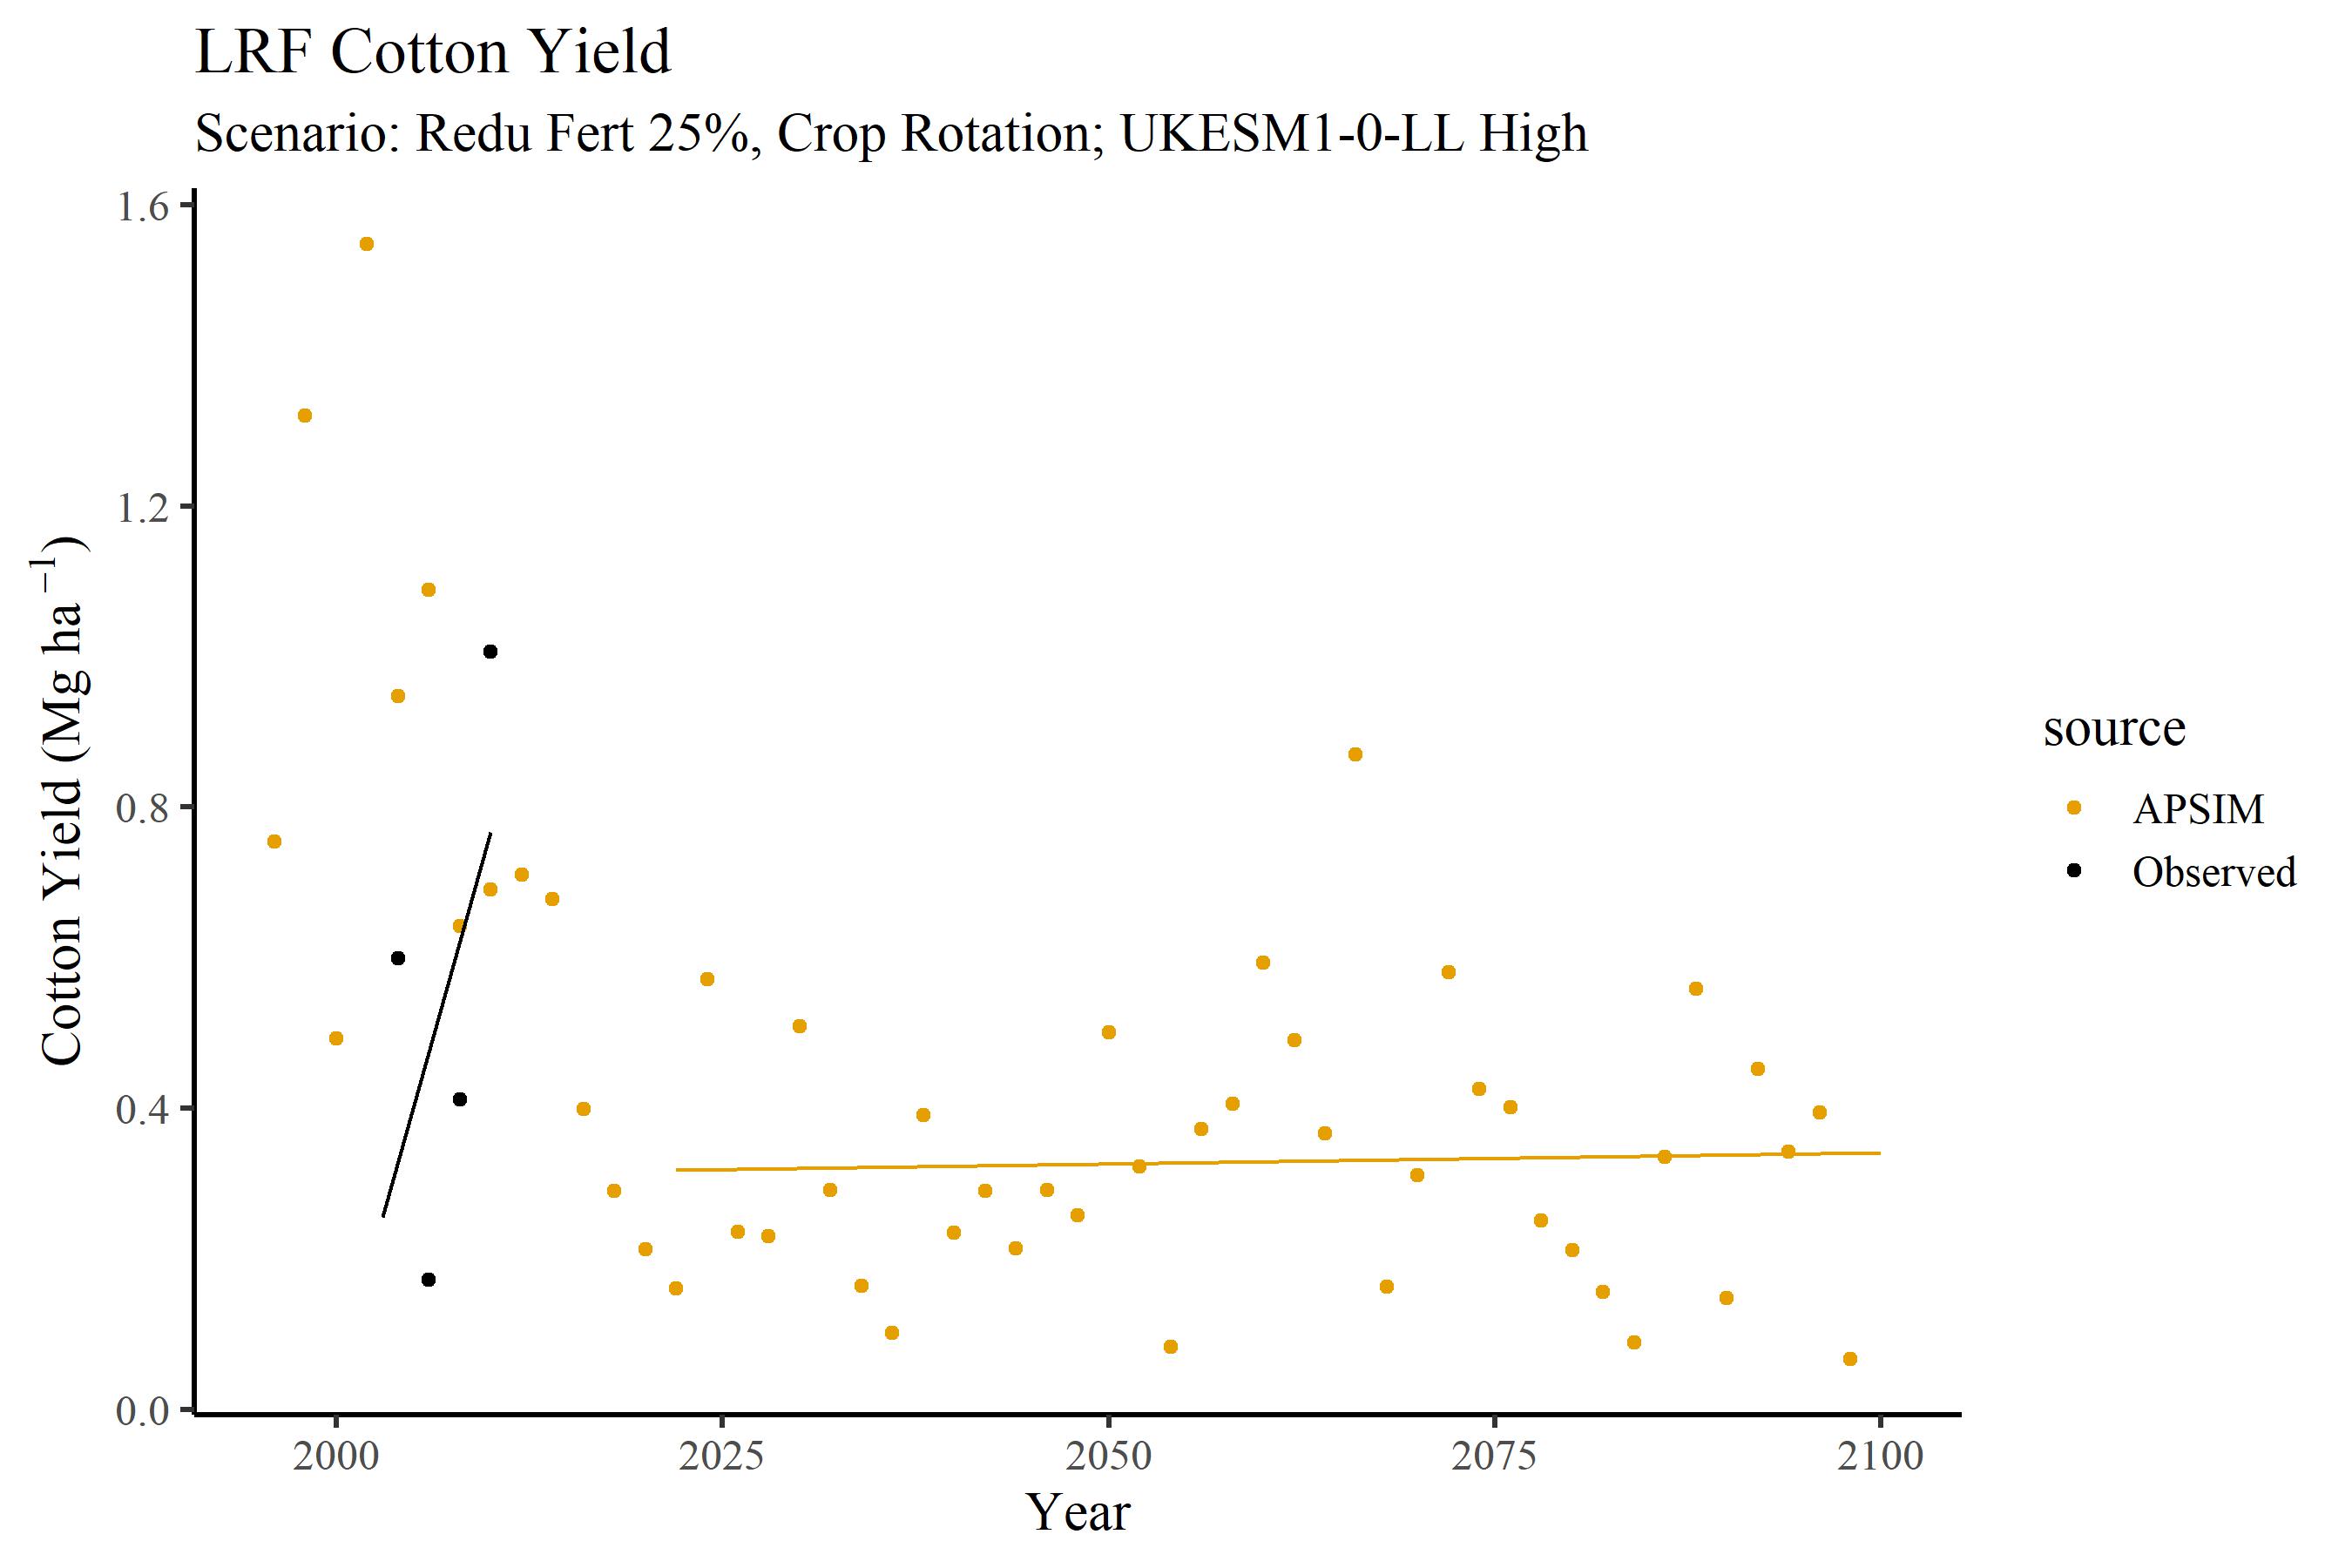 LRF Cotton Yield
Scenario: Redu Fert 25%, Crop Rotation; UKESM1-0-LL High
Cotton Yield (Mg ha⁻¹)
1.6
1.2
0.8
0.4
0.0
2000 2025 2050 2075 2100
Year
source
APSIM
Observed